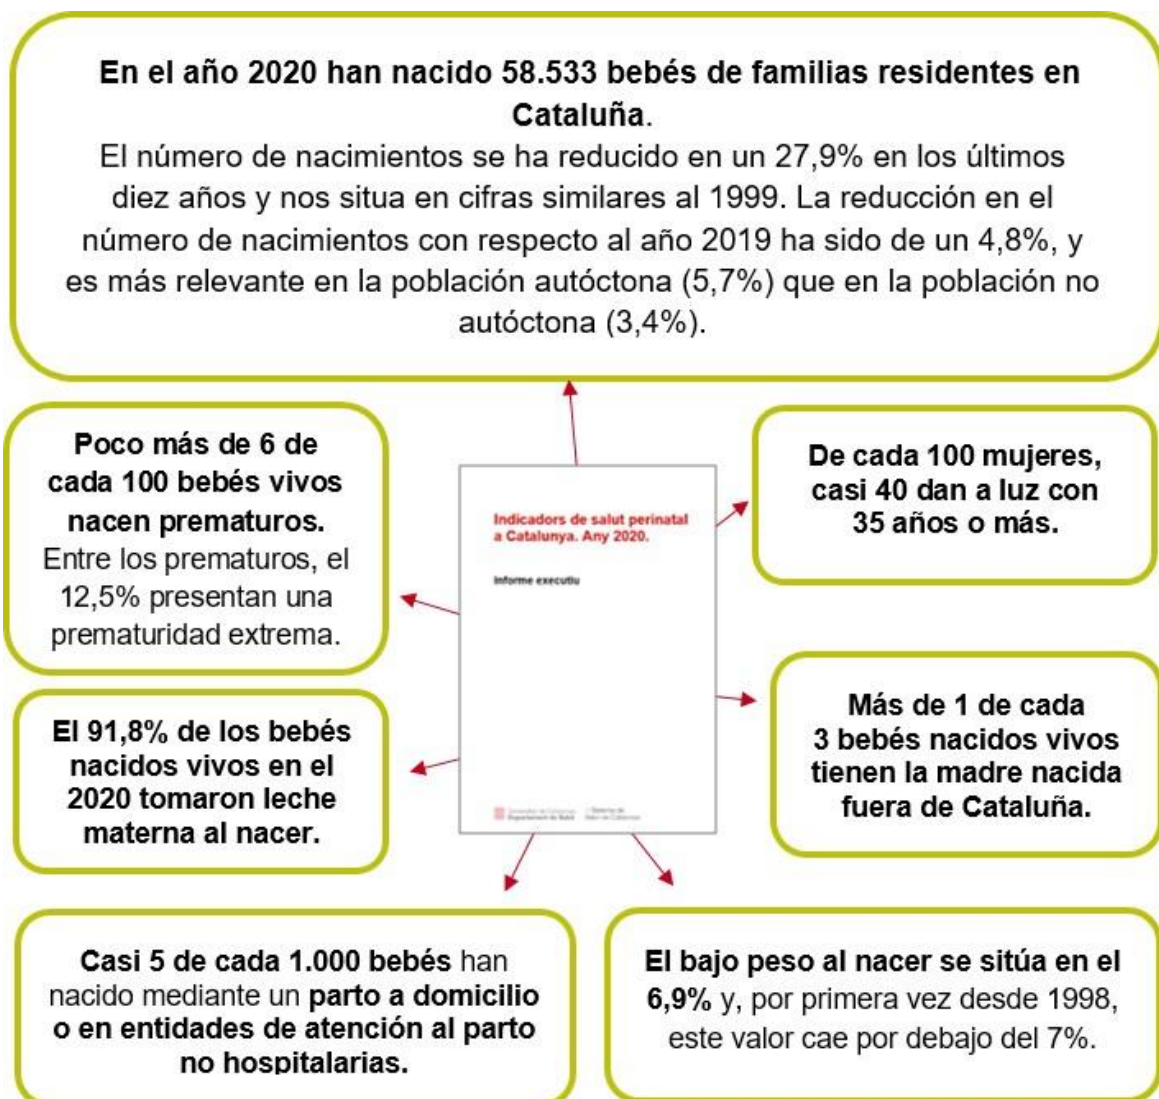 En el año 2020 han nacido 58.533 bebés de familias residentes en
Cataluña.
El número de nacimientos se ha reducido en un 27,9% en los últimos
diez años y nos situa en cifras similares al 1999. La reducción en el
número de nacimientos con respecto al año 2019 ha sido de un 4,8%, y
es más relevante en la población autóctona (5,7%) que en la población no
autóctona (3,4%).
Poco más de 6 de
cada 100 bebés vivos
nacen prematuros.
Entre los prematuros, el
12,5% presentan una
prematuridad extrema.
De cada 100 mujeres,
casi 40 dan a luz con
35 años o más.
Indicadors de salut perinatal
a Catalunya. Any 2020.
Informe executiu
El 91,8% de los bebés
nacidos vivos en el
2020 tomaron leche
materna al nacer.
Más de 1 de cada
3 bebés nacidos vivos
tienen la madre nacida
fuera de Cataluña.
Casi 5 de cada 1.000 bebés han
nacido mediante un parto a domicilio
o en entidades de atención al parto
no hospitalarias.
El bajo peso al nacer se sitúa en el
6,9% y, por primera vez desde 1998,
este valor cae por debajo del 7%.